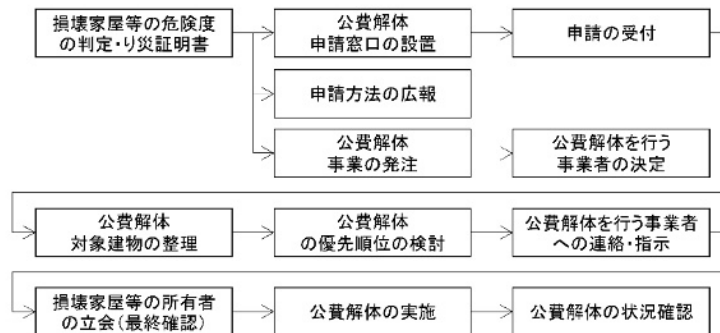 損壊家屋等の危険度
の判定・り災証明書
公費解体
申請窓口の設置
申請の受付
申請方法の広報
公費解体
事業の発注
公費解体を行う
事業者の決定
公費解体
対象建物の整理
公費解体
の優先順位の検討
公費解体を行う事業者
への連絡・指示
損壊家屋等の所有者
の立会(最終確認)
公費解体の実施
公費解体の状況確認